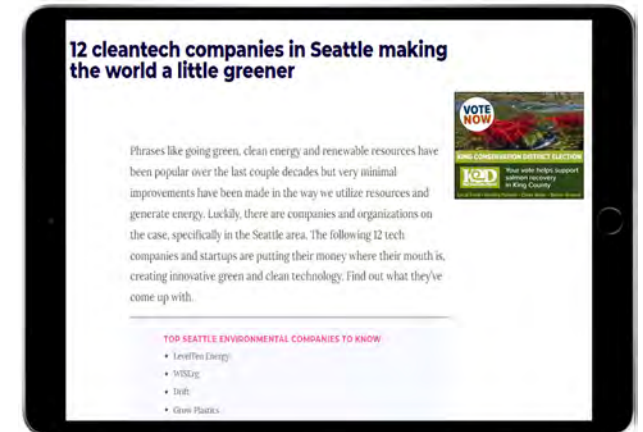 12 cleantech companies in Seattle making
the world a little greener
VOTE
NOW
KING CONSERVATION DISTRICT ELECTION
Your vote helps support
salmon recovery
in King County
Phrases like going green, clean energy and renewable resources have
been popular over the last couple decades but very minimal
improvements have been made in the way we utilize resources and
generate energy. Luckily, there are companies and organizations on
the case, specifically in the Seattle area. The following 12 tech
companies and startups are putting their money where their mouth is,
creating innovative green and clean technology. Find out what they've
come up with.
TOP SEATTLE ENVIRONMENTAL COMPANIES TO KNOW
• LevelTen Energy
• WISErg
• Drift
• Grow Plastics